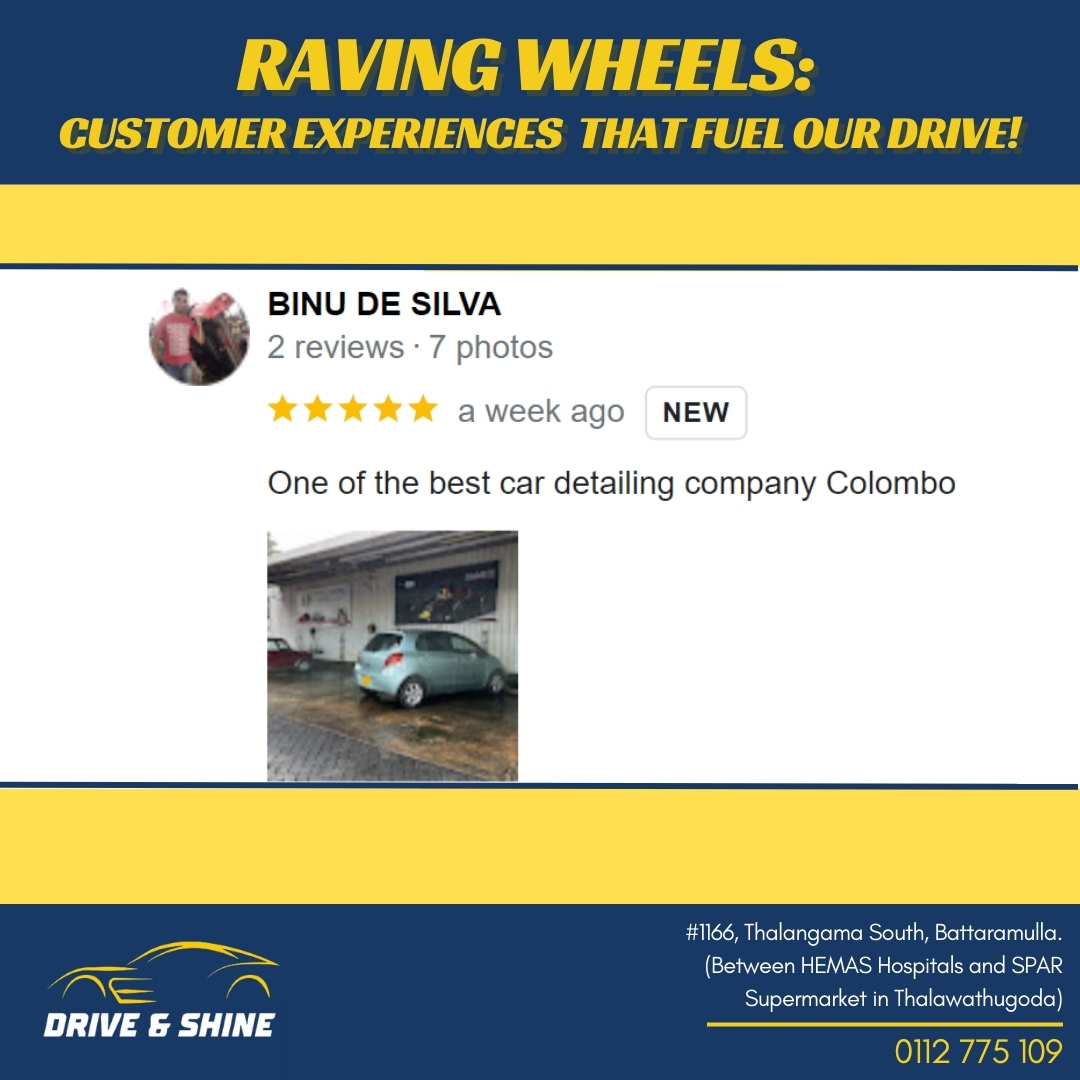 RAVING WHEELS:
CUSTOMER EXPERIENCES THAT FUEL OUR DRIVE!
BINU DE SILVA
2 reviews · 7 photos
a week ago NEW
One of the best car detailing company Colombo
DRIVE & SHINE
#1166, Thalangama South, Battaramulla.
(Between HEMAS Hospitals and SPAR
Supermarket in Thalawathugoda)
0112 775 109